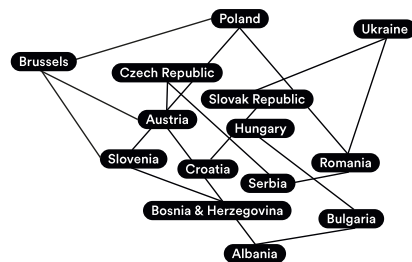 Poland
Ukraine
Brussels
Czech Republic
Slovak Republic
Austria
Hungary
Slovenia
Croatia
Romania
Serbia
Bosnia & Herzegovina
Bulgaria
Albania